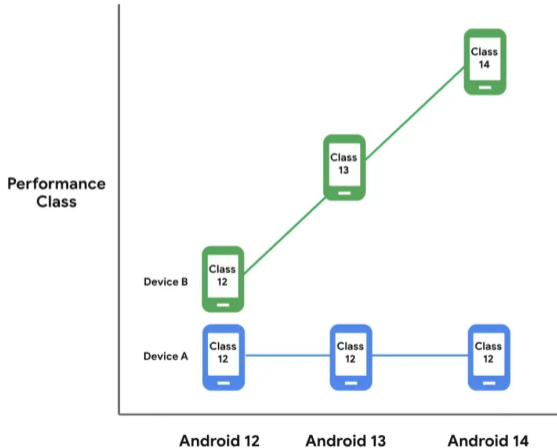 Class
14
Class
13
Performance
Class
Class
12
Device B
Class
12
Class
12
Class
12
Device A
Android 12
Android 13
Android 14